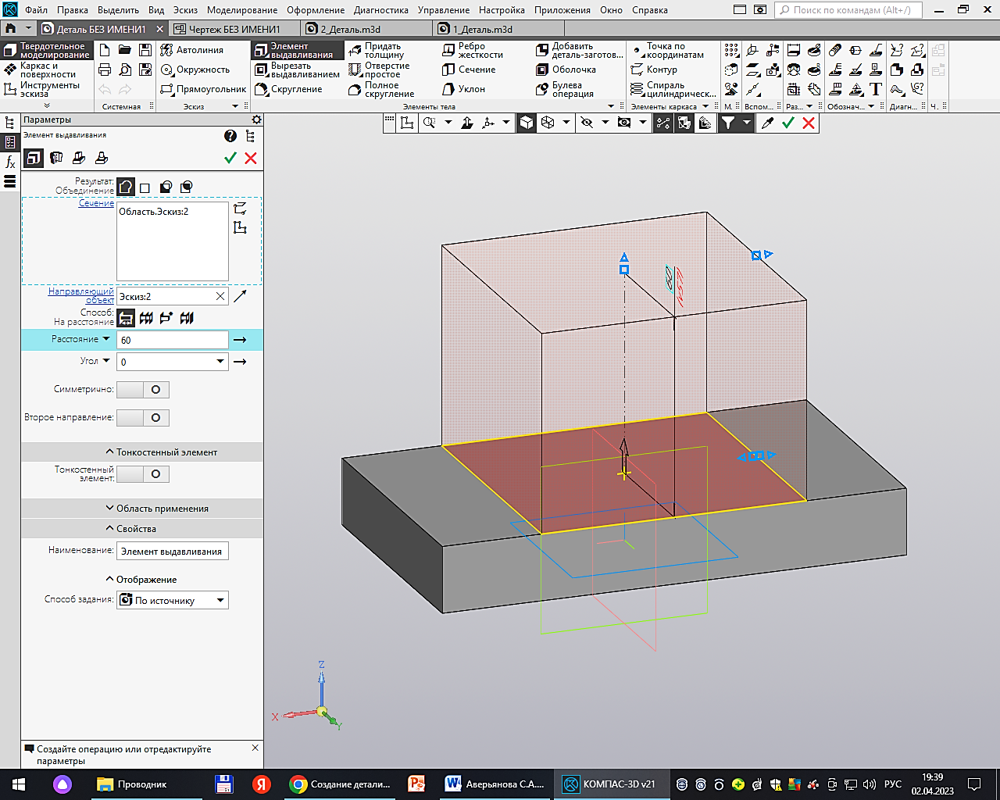 Файл Правка Выделить Вид Эскиз Моделирование Оформление Диагностика Управление Настройка Приложения Окно Справка
Поиск по командам (Alt+/)
Деталь БЕЗ ИМЕНИ1
Чертеж БЕЗ ИМЕНИ1
2_Деталь.m3d
1_Деталь.m3d
Твердотельное моделирование
Каркас и поверхности
Инструменты эскиза
Системная
Автолиния
Окружность
Прямоугольник
Эскиз
Элемент выдавливания
Вырезать выдавливанием
Скругление
Придать толщину
Отверстие простое
Полное скругление
Ребро жесткости
Сечение
Уклон
Добавить деталь-заготов...
Оболочка
Булева операция
Элементы тела
Точка по координатам
Контур
Спираль цилиндрическ...
Элементы каркаса
М.
Вспом...
Раз...
Обознач...
Диагн...
Ч..
Параметры
Элемент выдавливания
Результат:
Объединение
Сечение
Область.Эскиз:2
Направляющий
объект
Эскиз:2
Способ:
На расстояние
Расстояние
60
Угол
0
Симметрично:
Второе направление:
Тонкостенный элемент
Тонкостенный
элемент:
Область применения
Свойства
Наименование:
Элемент выдавливания
Отображение
Способ задания:
По источнику
Z
X
Y
Создайте операцию или отредактируйте
параметры
Проводник
Создание детали...
Аверьянова С.А....
КОМПАС-3D v21
РУС
19:39
02.04.2023